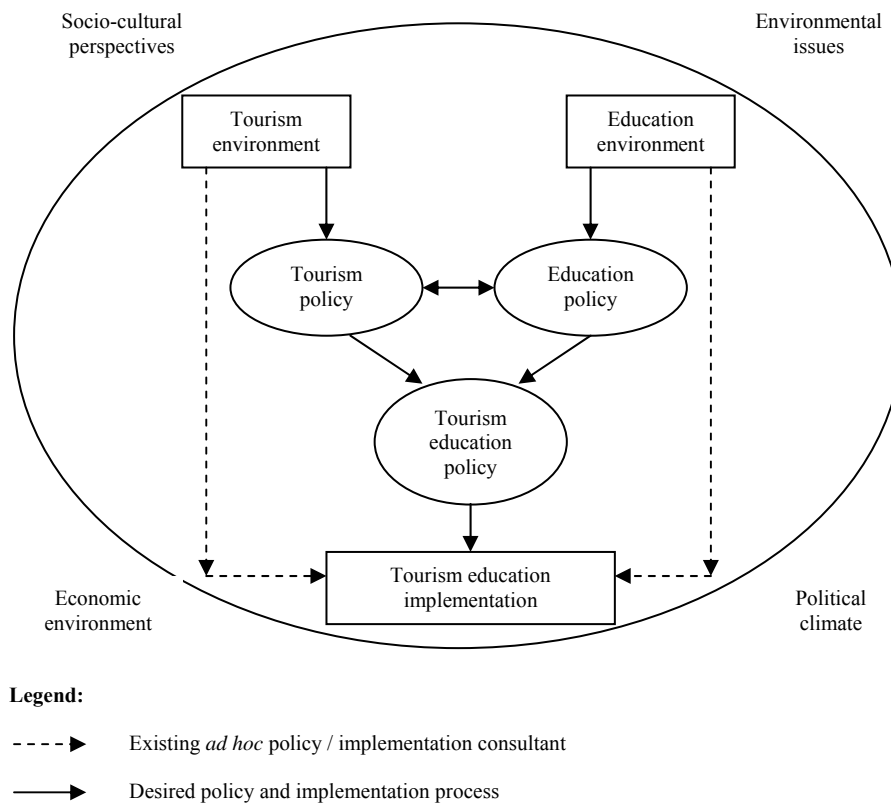 Socio-cultural
perspectives
Environmental
issues
Tourism
environment
Education
environment
Tourism
policy
Education
policy
Tourism
education
policy
Tourism education
implementation
Economic
environment
Political
climate
Legend:
Existing ad hoc policy / implementation consultant
Desired policy and implementation process